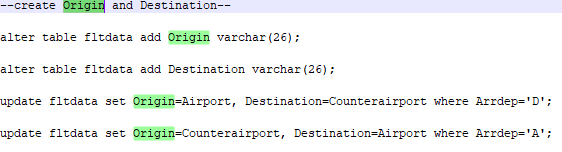 --create Origin and Destination--
alter table fltdata add Origin varchar(26);
alter table fltdata add Destination varchar(26);
update fltdata set Origin=Airport, Destination=Counterairport where Arrdep='D';
update fltdata set Origin=Counterairport, Destination=Airport where Arrdep='A';